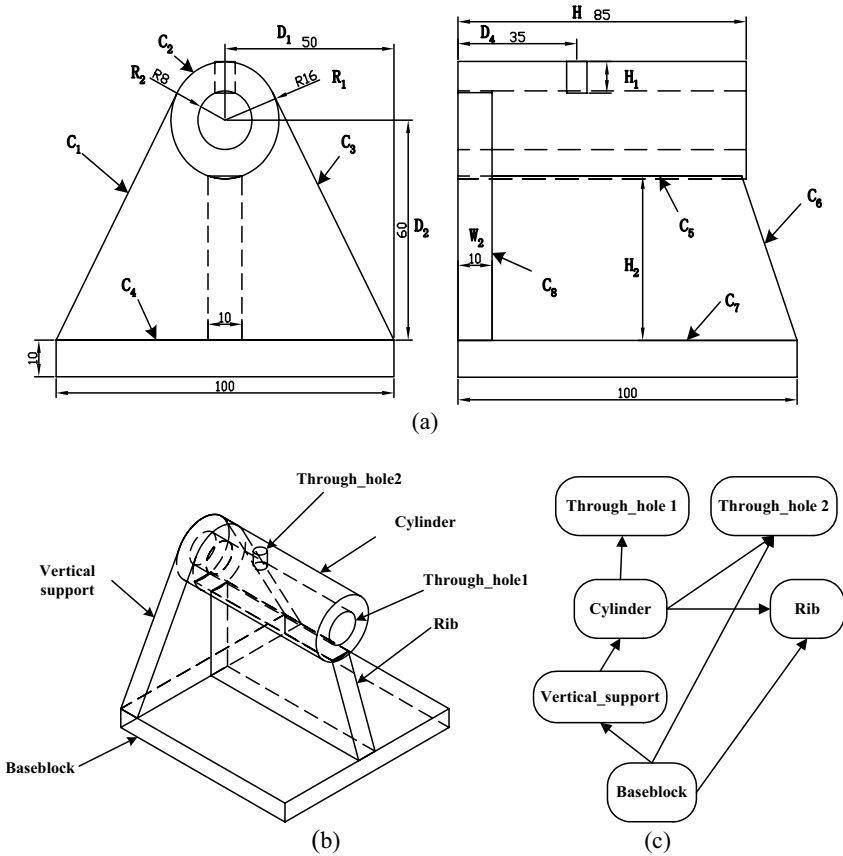 H 85
D1 50
D4 35
C2
R2 R8
R16 R1
H1
C1
C3
C6
D2 60
C5
W2
10
H2
C8
C4
10
C7
10
100
100
(a)
Through_hole2
Cylinder
Vertical
support
Through_hole1
Rib
Baseblock
(b)
Through_hole 1
Through_hole 2
Cylinder
Rib
Vertical_support
Baseblock
(c)